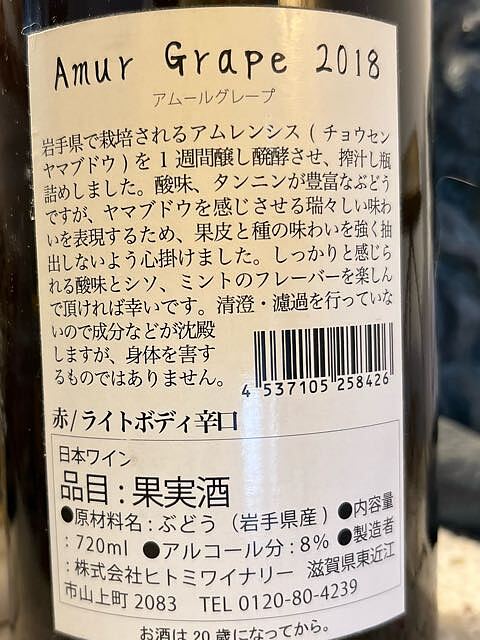 Amur Grape 2018
アムールグレープ
岩手県で栽培されるアムレンシス(チョウセン
ヤマブドウ)を1週間醸し醗酵させ、搾汁し瓶
詰めしました。酸味、タンニンが豊富なぶどう
ですが、ヤマブドウを感じさせる瑞々しい味わ
いを表現するため、果皮と種の味わいを強く抽
出しないよう心掛けました。しっかりと感じら
れる酸味とシソ、ミントのフレーバーを楽しん
で頂ければ幸いです。清澄・濾過を行っていな
いので成分などが沈殿
しますが、身体を害す
るものではありません。
4 537105 258426
赤/ライトボディ辛口
日本ワイン
品目:果実酒
●原材料名:ぶどう(岩手県産)●内容量
:720ml ●アルコール分:8% ●製造者
:株式会社ヒトミワイナリー 滋賀県東近江
市山上町2083 TEL 0120-80-4239
お酒は20歳になってから。